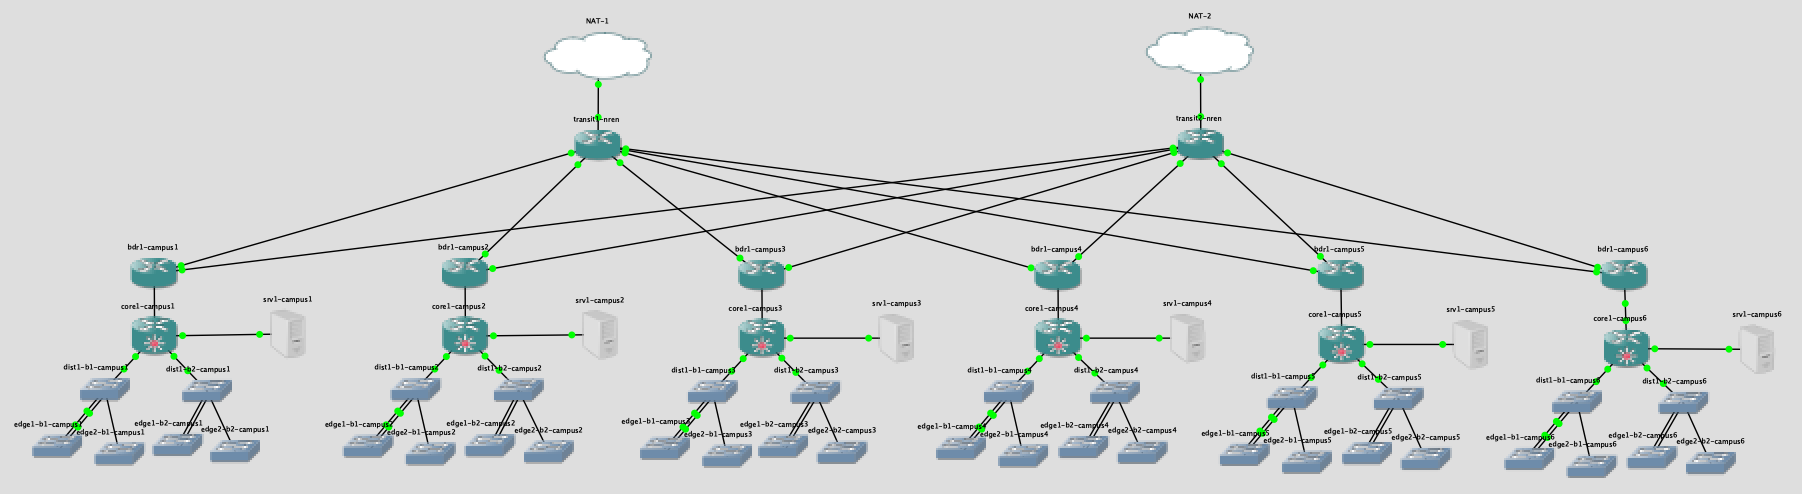 NAT-1
NAT-2
transit1-nren
transit2-nren
bdr1-campus1
bdr1-campus2
bdr1-campus3
bdr1-campus4
bdr1-campus5
bdr1-campus6
core1-campus1
srv1-campus1
core1-campus2
srv1-campus2
core1-campus3
srv1-campus3
core1-campus4
srv1-campus4
core1-campus5
srv1-campus5
core1-campus6
srv1-campus6
dist1-b1-campus1
dist1-b2-campus1
dist1-b1-campus2
dist1-b2-campus2
dist1-b1-campus3
dist1-b2-campus3
dist1-b1-campus4
dist1-b2-campus4
dist1-b2-campus5
dist1-b1-campus6
dist1-b2-campus6
edge1-b1-campus1
edge2-b1-campus1
edge1-b2-campus1
edge2-b2-campus1
edge1-b1-campus2
edge2-b1-campus2
edge1-b2-campus2
edge2-b2-campus2
edge1-b1-campus3
edge2-b1-campus3
edge1-b2-campus3
edge2-b2-campus3
edge1-b1-campus4
edge2-b1-campus4
edge1-b2-campus4
edge2-b2-campus4
edge1-b1-campus5
edge2-b1-campus5
edge1-b2-campus5
edge2-b2-campus5
edge1-b1-campus6
edge2-b1-campus6
edge1-b2-campus6
edge2-b2-campus6